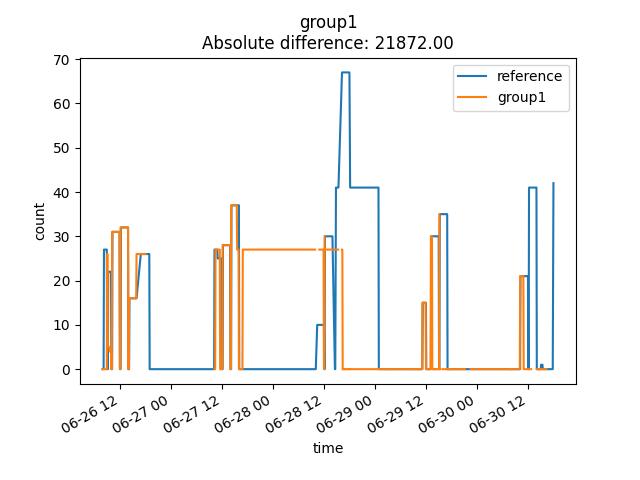 group1
Absolute difference: 21872.00
reference
group1
70
60
50
40
30
20
10
0
count
06-26 12
06-27 00
06-27 12
06-28 00
06-28 12
06-29 00
06-29 12
06-30 00
06-30 12
time